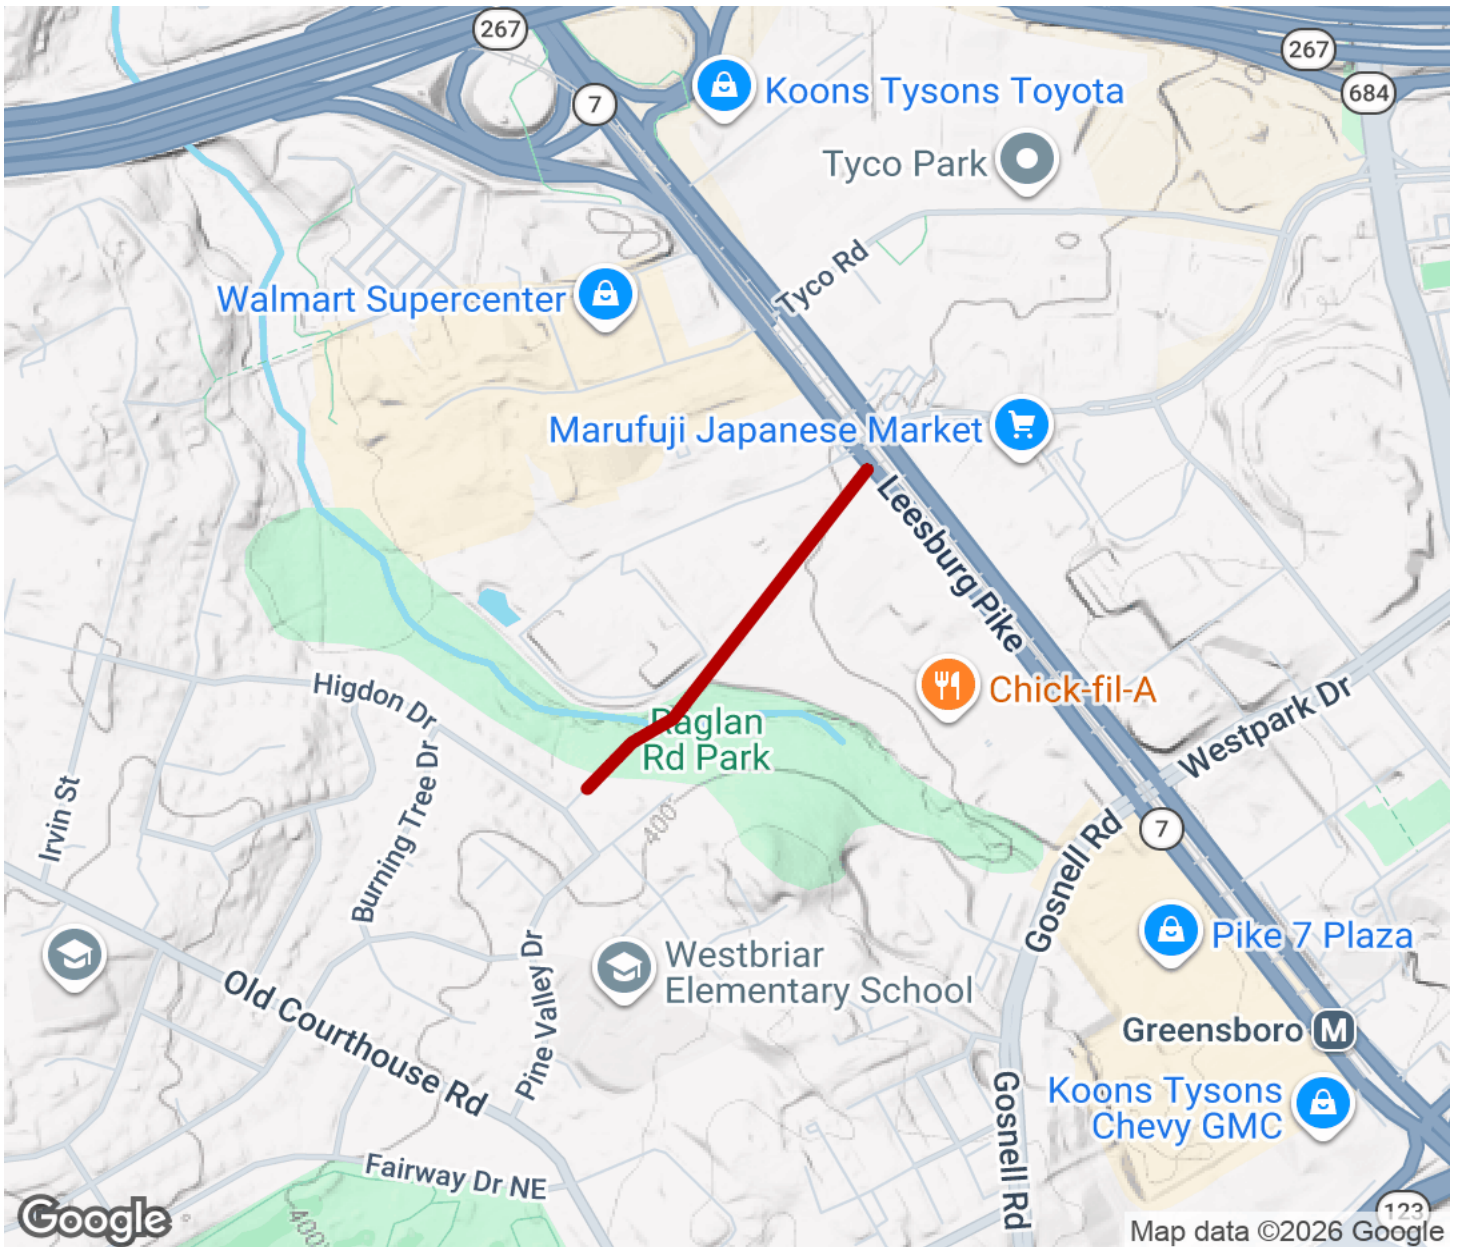 267
267
7
Koons Tysons Toyota
684
Tyco Park
Tyco Rd
Walmart Supercenter
Marufuji Japanese Market
Leesburg Pike
Chick-fil-A
Higdon Dr
Raglan
Rd Park
Westpark Dr
Burning Tree Dr
Irvin St
400'
7
Gosnell Rd
Pike 7 Plaza
Westbriar
Elementary School
Pine Valley Dr
Old Courthouse Rd
Greensboro M
Koons Tysons
Chevy GMC
Gosnell Rd
Fairway Dr NE
400'
123
Google
Map data ©2026 Google